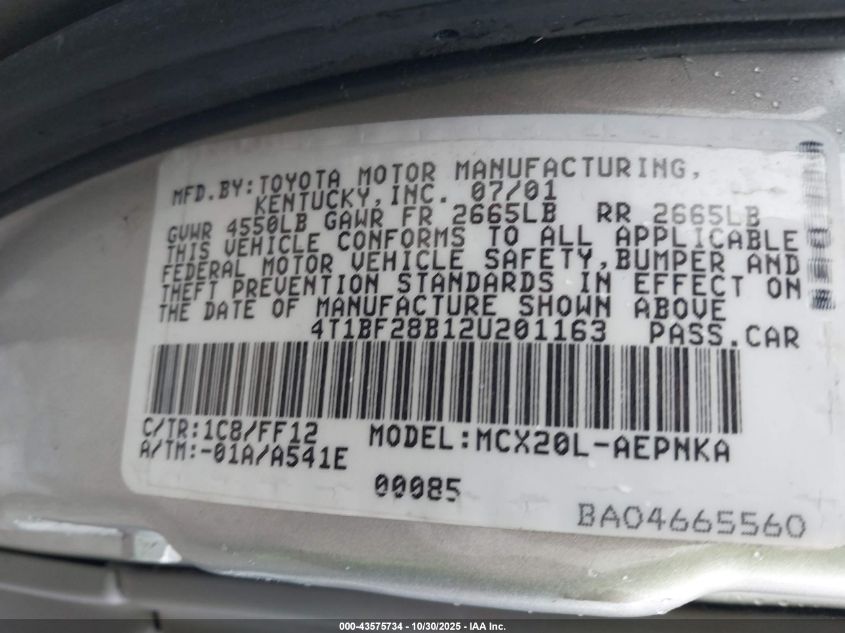 MFD.BY:TOYOTA MOTOR MANUFACTURING,
KENTUCKY,INC. 07/01
GVWR 4550LB GAWR FR 2665LB RR 2665LB
THIS VEHICLE CONFORMS TO ALL APPLICABLE
FEDERAL MOTOR VEHICLE SAFETY,BUMPER AND
THEFT PREVENTION STANDARDS IN EFFECT ON
THE DATE OF MANUFACTURE SHOWN ABOVE
4T1BF28B12U201163 PASS.CAR
C/TR:1C8/FF12 MODEL:MCX20L-AEPNKA
A/TM:-01A/A541E
00085
BA04665560
000-43575734 - 10/30/2025 - IAA Inc.